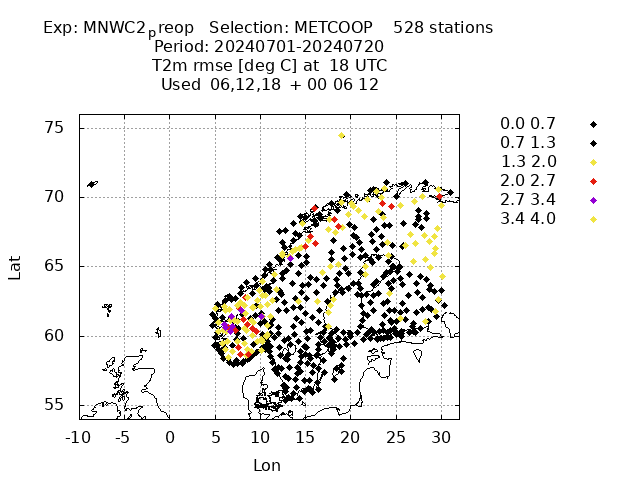 Exp: MNWC2preop Selection: METCOOP 528 stations
Period: 20240701-20240720
T2m rmse [deg C] at 18 UTC
Used 06,12,18 + 00 06 12
0.0 0.7
0.7 1.3
1.3 2.0
2.0 2.7
2.7 3.4
3.4 4.0
75
70
65
60
55
Lat
-10 -5 0 5 10 15 20 25 30
Lon